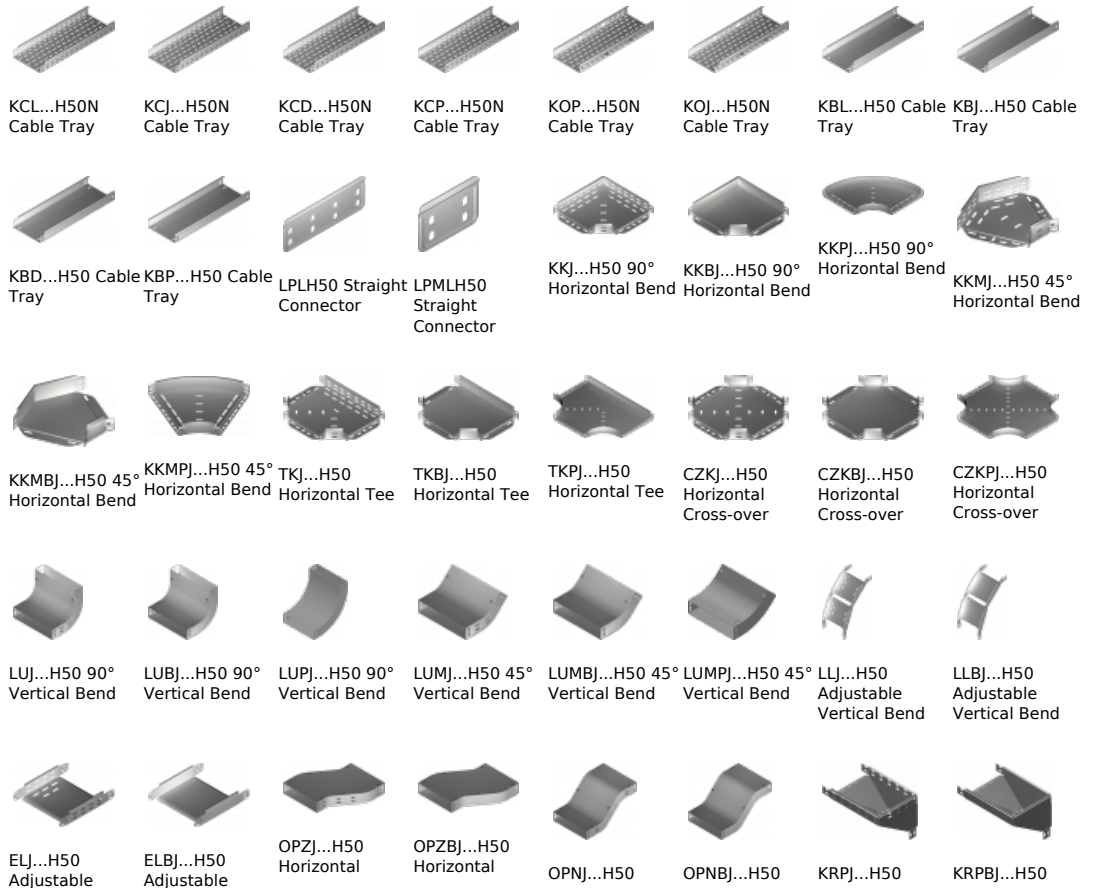 KCL...H50N
Cable Tray
KCJ...H50N
Cable Tray
KCD...H50N
Cable Tray
KCP...H50N
Cable Tray
KOP...H50N
Cable Tray
KOJ...H50N
Cable Tray
KBL...H50 Cable
Tray
KBJ...H50 Cable
Tray
KBD...H50 Cable
Tray
KBP...H50 Cable
Tray
LPLH50 Straight
Connector
LPMLH50
Straight
Connector
KKJ...H50 90°
Horizontal Bend
KKBJ...H50 90°
Horizontal Bend
KKPJ...H50 90°
Horizontal Bend
KKMJ...H50 45°
Horizontal Bend
KKMBJ...H50 45°
Horizontal Bend
KKMPJ...H50 45°
Horizontal Bend
TKJ...H50
Horizontal Tee
TKBJ...H50
Horizontal Tee
TKPJ...H50
Horizontal Tee
CZKJ...H50
Horizontal
Cross-over
CZKBJ...H50
Horizontal
Cross-over
CZKPJ...H50
Horizontal
Cross-over
LUJ...H50 90°
Vertical Bend
LUBJ...H50 90°
Vertical Bend
LUPJ...H50 90°
Vertical Bend
LUMJ...H50 45°
Vertical Bend
LUMBJ...H50 45°
Vertical Bend
LUMPJ...H50 45°
Vertical Bend
LLJ...H50
Adjustable
Vertical Bend
LLBJ...H50
Adjustable
Vertical Bend
ELJ...H50
Adjustable
ELBJ...H50
Adjustable
OPZJ...H50
Horizontal
OPZBJ...H50
Horizontal
OPNJ...H50
OPNBJ...H50
KRPJ...H50
KRPBJ...H50